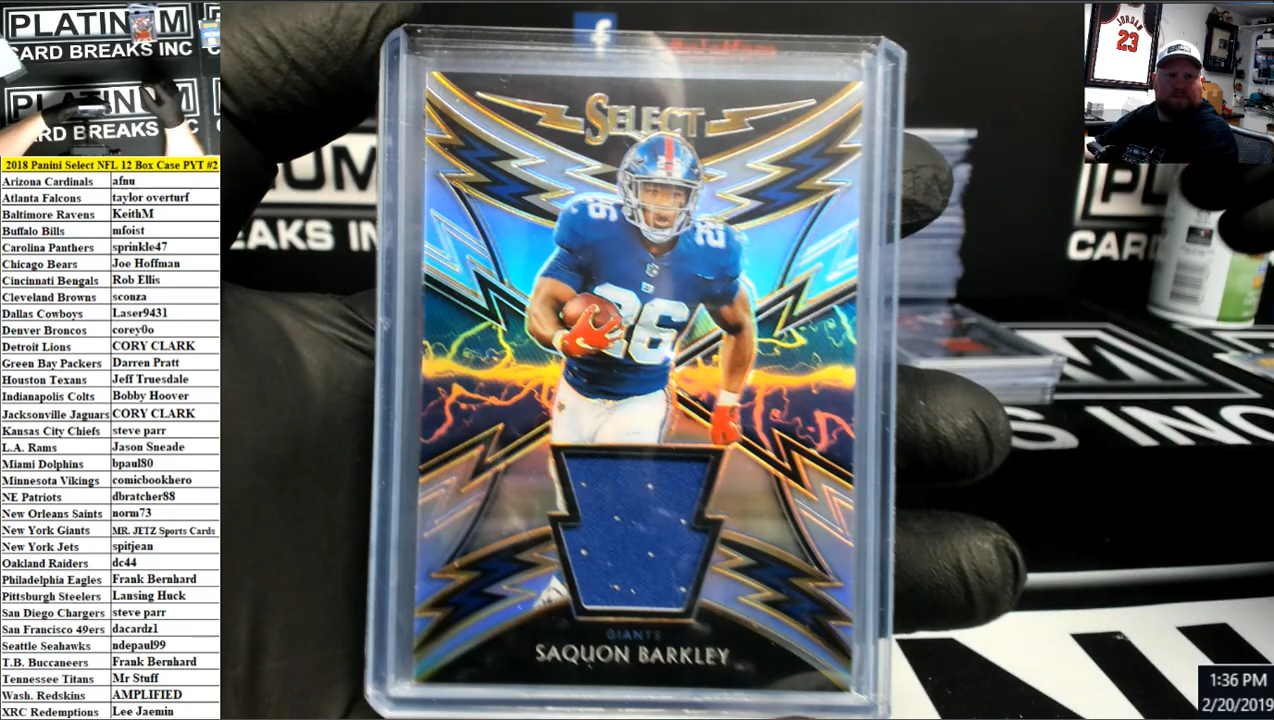 PLATINUM
CARD BREAKS INC
PLATINUM
CARD BREAKS INC
2018 Panini Select NFL 12 Box Case PYT #2
Arizona Cardinals afnu
Atlanta Falcons taylor overturf
Baltimore Ravens KeithM
Buffalo Bills mfoist
Carolina Panthers sprinkle47
Chicago Bears Joe Hoffman
Cincinnati Bengals Rob Ellis
Cleveland Browns sconza
Dallas Cowboys Laser9431
Denver Broncos corey0o
Detroit Lions CORY CLARK
Green Bay Packers Darren Pratt
Houston Texans Jeff Truesdale
Indianapolis Colts Bobby Hoover
Jacksonville Jaguars CORY CLARK
Kansas City Chiefs steve parr
L.A. Rams Jason Sneade
Miami Dolphins bpaul80
Minnesota Vikings comicbookhero
NE Patriots dbratcher88
New Orleans Saints norm73
New York Giants MR. JETZ Sports Cards
New York Jets spitjean
Oakland Raiders dc44
Philadelphia Eagles Frank Bernhard
Pittsburgh Steelers Lansing Huck
San Diego Chargers steve parr
San Francisco 49ers dacardz1
Seattle Seahawks ndepaul99
T.B. Buccaneers Frank Bernhard
Tennessee Titans Mr Stuff
Wash. Redskins AMPLIFIED
XRC Redemptions Lee Jaemin
f
SELECT
26
26
26
GIANTS
SAQUON BARKLEY
NUM
EAKS IN
PL
CARD
M
S INC
NU
JORDAN
23
1:36 PM
2/20/2019